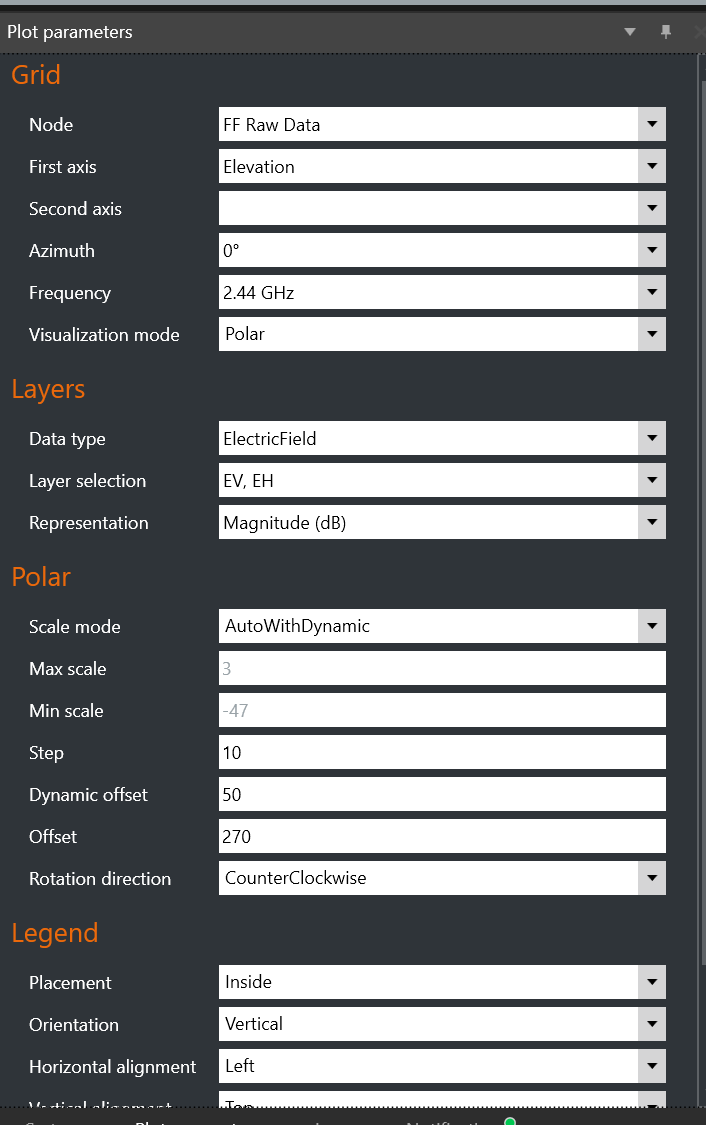 Plot parameters
Grid
Node FF Raw Data
First axis Elevation
Second axis
Azimuth 0°
Frequency 2.44 GHz
Visualization mode Polar
Layers
Data type ElectricField
Layer selection EV, EH
Representation Magnitude (dB)
Polar
Scale mode AutoWithDynamic
Max scale 3
Min scale -47
Step 10
Dynamic offset 50
Offset 270
Rotation direction CounterClockwise
Legend
Placement Inside
Orientation Vertical
Horizontal alignment Left
Vertical alignment Top